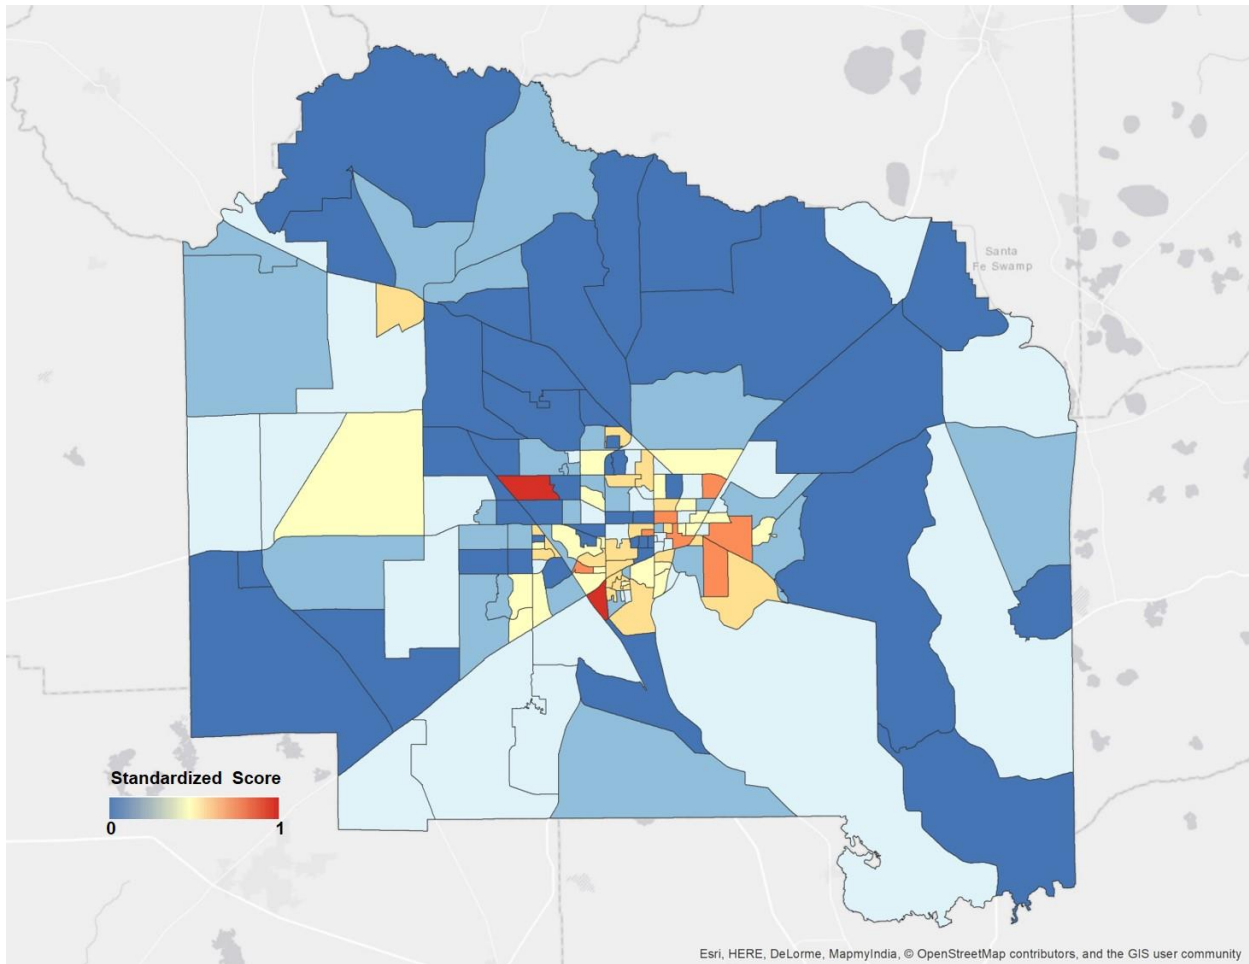 Santa
Fe Swamp
Standardized Score
0 1
Esri, HERE, DeLorme, MapmyIndia, © OpenStreetMap contributors, and the GIS user community